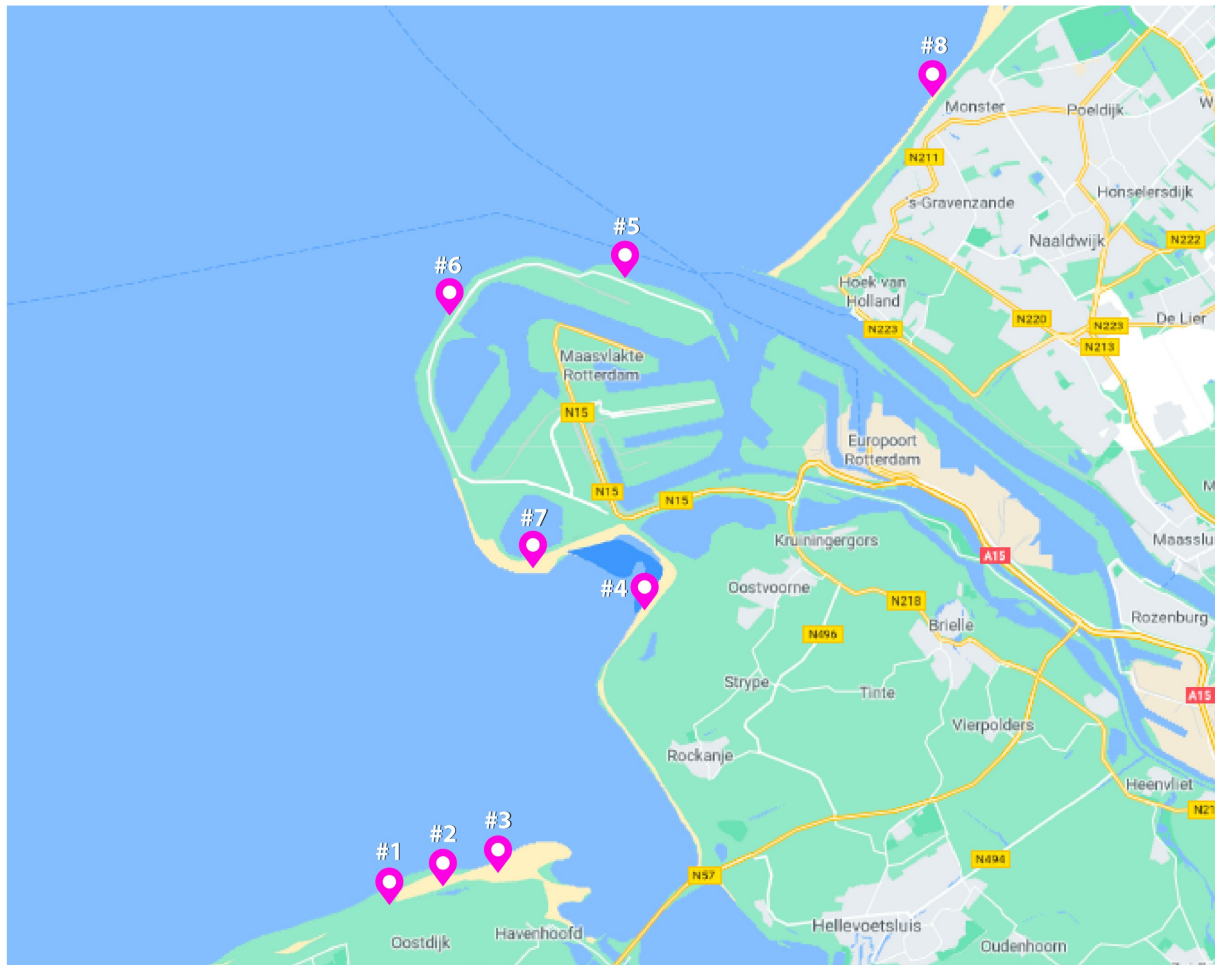 #8
Monster
Poeldijk
W
N211
Honselersdijk
's-Gravenzande
#5
Naaldwijk
N222
#6
Hoek van
Holland
N220
N223
De Lier
N223
N213
Maasvlakte
Rotterdam
N15
Europoort
Rotterdam
N15
N15
M
#7
Kruiningergors
A15
Maasslu
#4
Oostvoorne
N218
Rozenburg
Brielle
N496
Strype
Tinte
A15
Vierpolders
Rockanje
Heenvliet
N21
#3
#2
#1
N494
N57
Hellevoetsluis
Havenhoofd
Oostdijk
Oudenhoorn